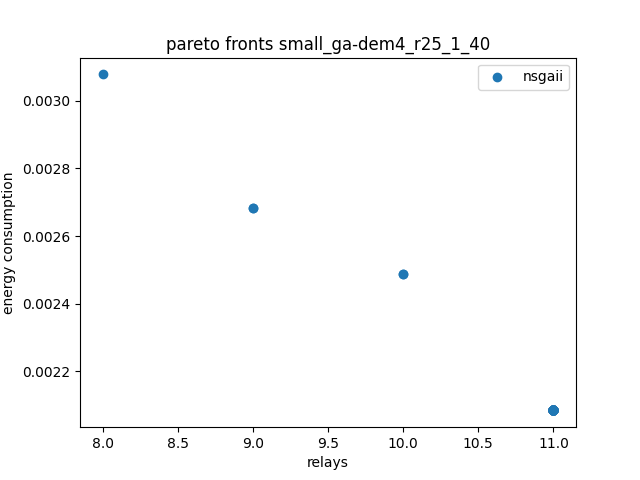 pareto fronts small_ga-dem4_r25_1_40
nsgaii
energy consumption
0.0030
0.0028
0.0026
0.0024
0.0022
8.0 8.5 9.0 9.5 10.0 10.5 11.0
relays